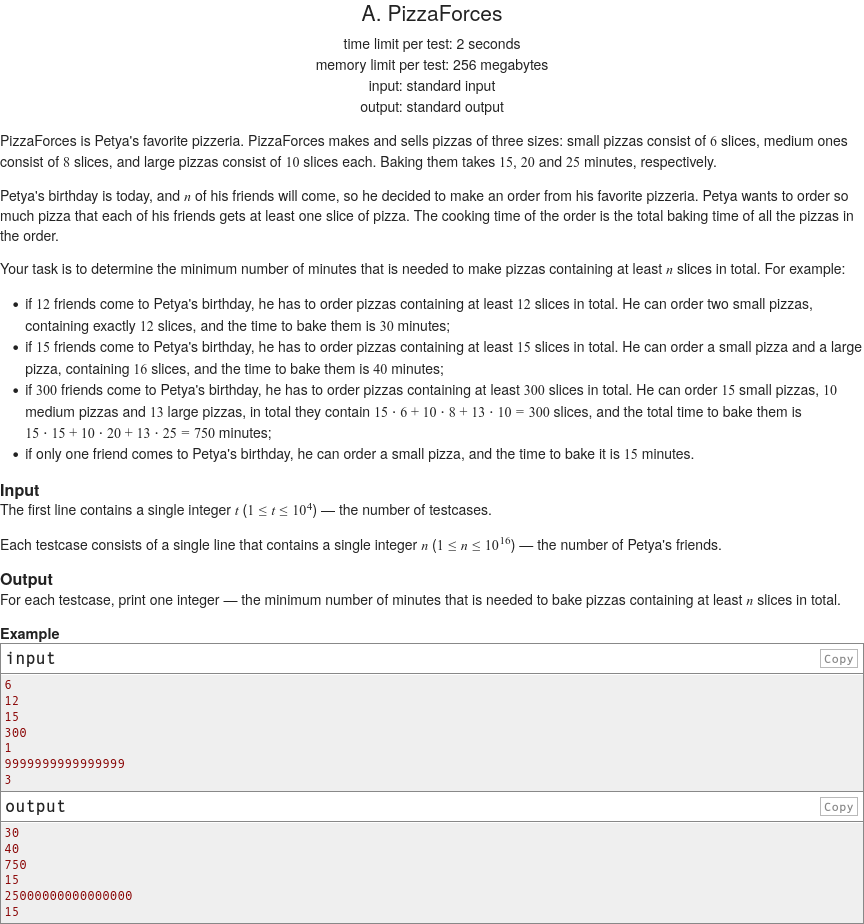 A. PizzaForces
time limit per test: 2 seconds
memory limit per test: 256 megabytes
input: standard input
output: standard output
PizzaForces is Petya's favorite pizzeria. PizzaForces makes and sells pizzas of three sizes: small pizzas consist of 6 slices, medium ones
consist of 8 slices, and large pizzas consist of 10 slices each. Baking them takes 15, 20 and 25 minutes, respectively.
Petya's birthday is today, and n of his friends will come, so he decided to make an order from his favorite pizzeria. Petya wants to order so
much pizza that each of his friends gets at least one slice of pizza. The cooking time of the order is the total baking time of all the pizzas in
the order.
Your task is to determine the minimum number of minutes that is needed to make pizzas containing at least n slices in total. For example:
• if 12 friends come to Petya's birthday, he has to order pizzas containing at least 12 slices in total. He can order two small pizzas,
containing exactly 12 slices, and the time to bake them is 30 minutes;
• if 15 friends come to Petya's birthday, he has to order pizzas containing at least 15 slices in total. He can order a small pizza and a large
pizza, containing 16 slices, and the time to bake them is 40 minutes;
• if 300 friends come to Petya's birthday, he has to order pizzas containing at least 300 slices in total. He can order 15 small pizzas, 10
medium pizzas and 13 large pizzas, in total they contain 15 · 6 + 10 · 8 + 13 · 10 = 300 slices, and the total time to bake them is
15 · 15 + 10 · 20 + 13 · 25 = 750 minutes;
• if only one friend comes to Petya's birthday, he can order a small pizza, and the time to bake it is 15 minutes.
Input
The first line contains a single integer t (1 ≤ t ≤ 10⁴) — the number of testcases.
Each testcase consists of a single line that contains a single integer n (1 ≤ n ≤ 10¹⁶) — the number of Petya's friends.
Output
For each testcase, print one integer — the minimum number of minutes that is needed to bake pizzas containing at least n slices in total.
Example
input Copy
6
12
15
300
1
9999999999999999
3
output Copy
30
40
750
15
25000000000000000
15